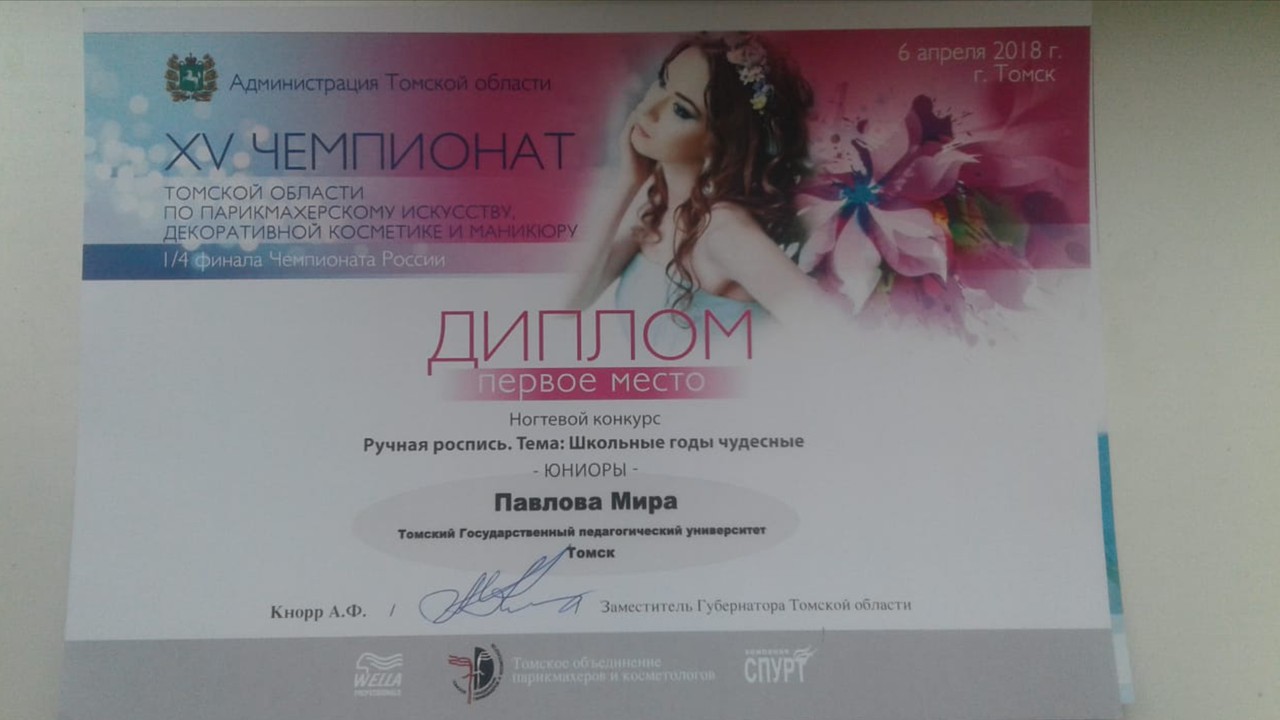 Администрация Томской области
6 апреля 2018 г.
г. Томск
XV ЧЕМПИОНАТ
ТОМСКОЙ ОБЛАСТИ
ПО ПАРИКМАХЕРСКОМУ ИСКУССТВУ,
ДЕКОРАТИВНОЙ КОСМЕТИКЕ И МАНИКЮРУ
1/4 финала Чемпионата России
ДИПЛОМ
первое место
Ногтевой конкурс
Ручная роспись. Тема: Школьные годы чудесные
- ЮНИОРЫ -
Павлова Мира
Томский Государственный педагогический университет
Томск
Кнорр А.Ф. / Заместитель Губернатора Томской области
WELLA
PROFESSIONALS
Томское объединение
парикмахеров и косметологов
компания
СПУРТ